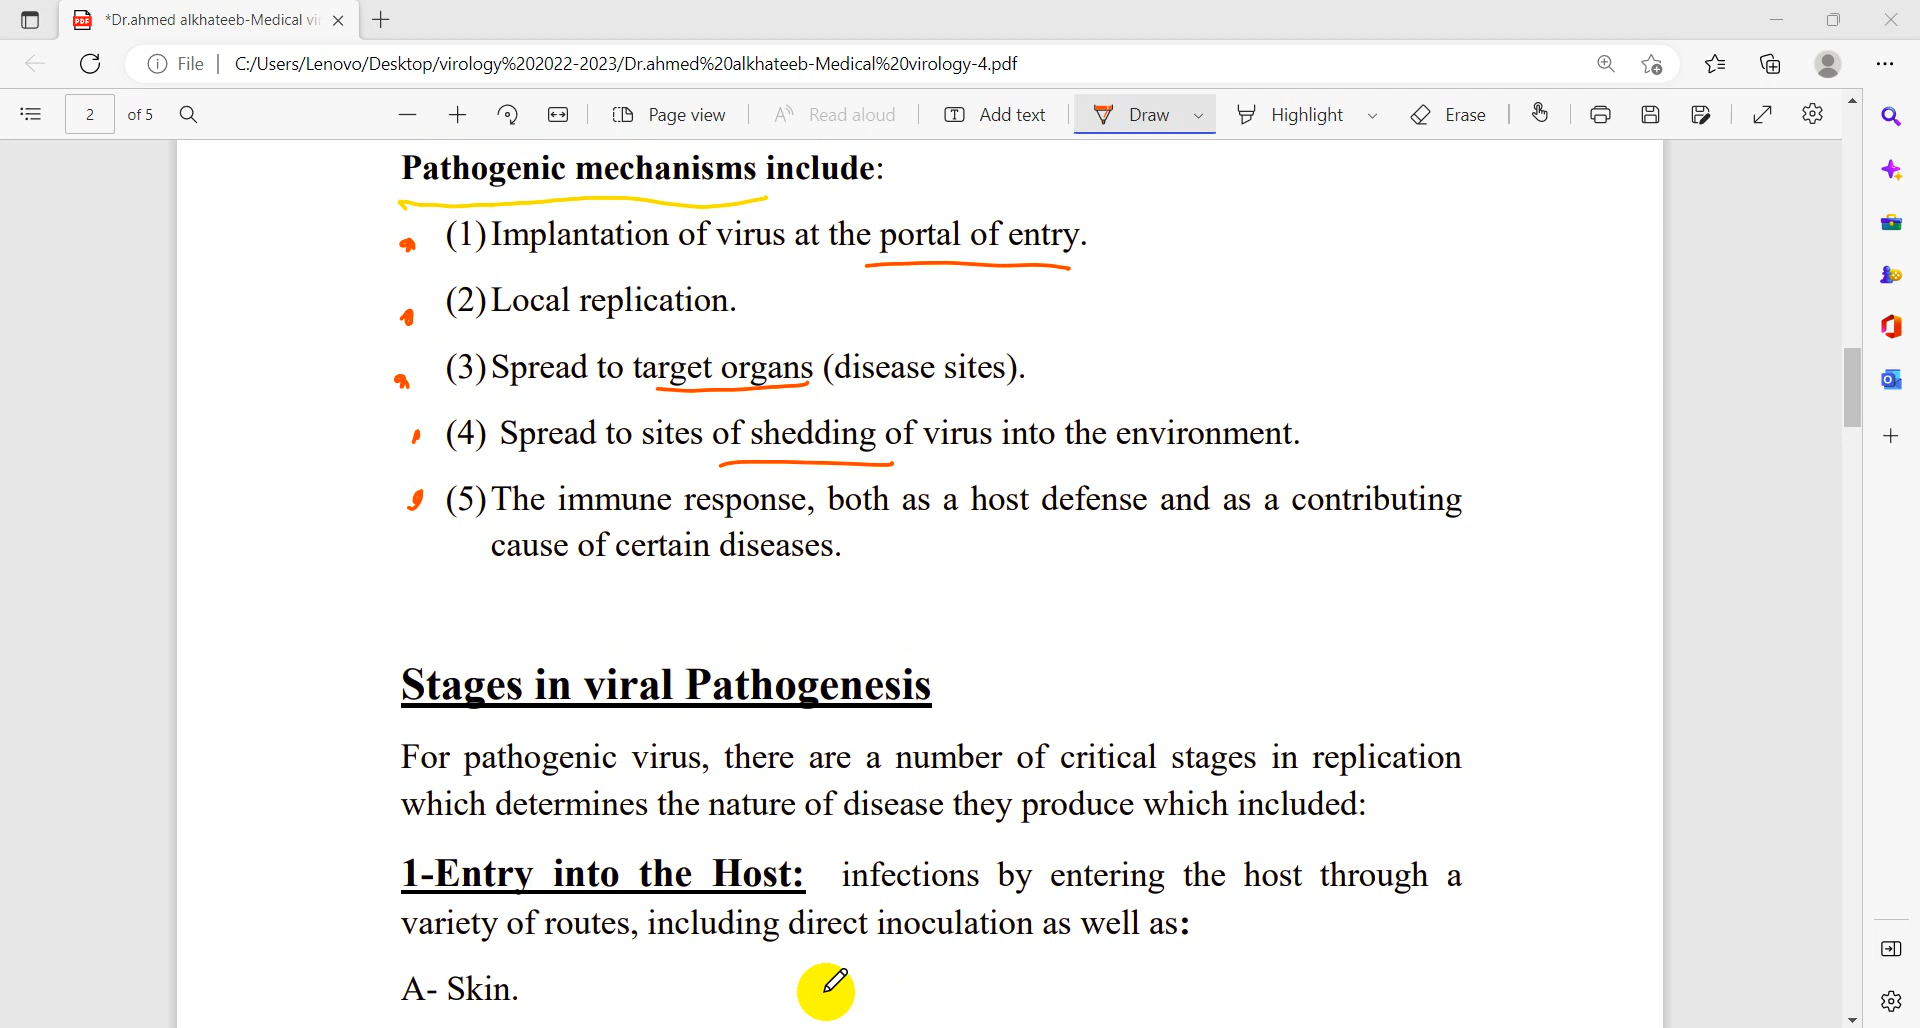 *Dr.ahmed alkhateeb-Medical vi
File
C:/Users/Lenovo/Desktop/virology%202022-2023/Dr.ahmed%20alkhateeb-Medical%20virology-4.pdf
2 of 5
Page view
Read aloud
Add text
Draw
Highlight
Erase
Pathogenic mechanisms include:
(1) Implantation of virus at the portal of entry.
(2) Local replication.
(3) Spread to target organs (disease sites).
(4) Spread to sites of shedding of virus into the environment.
(5) The immune response, both as a host defense and as a contributing
cause of certain diseases.
Stages in viral Pathogenesis
For pathogenic virus, there are a number of critical stages in replication
which determines the nature of disease they produce which included:
1-Entry into the Host: infections by entering the host through a
variety of routes, including direct inoculation as well as:
A- Skin.